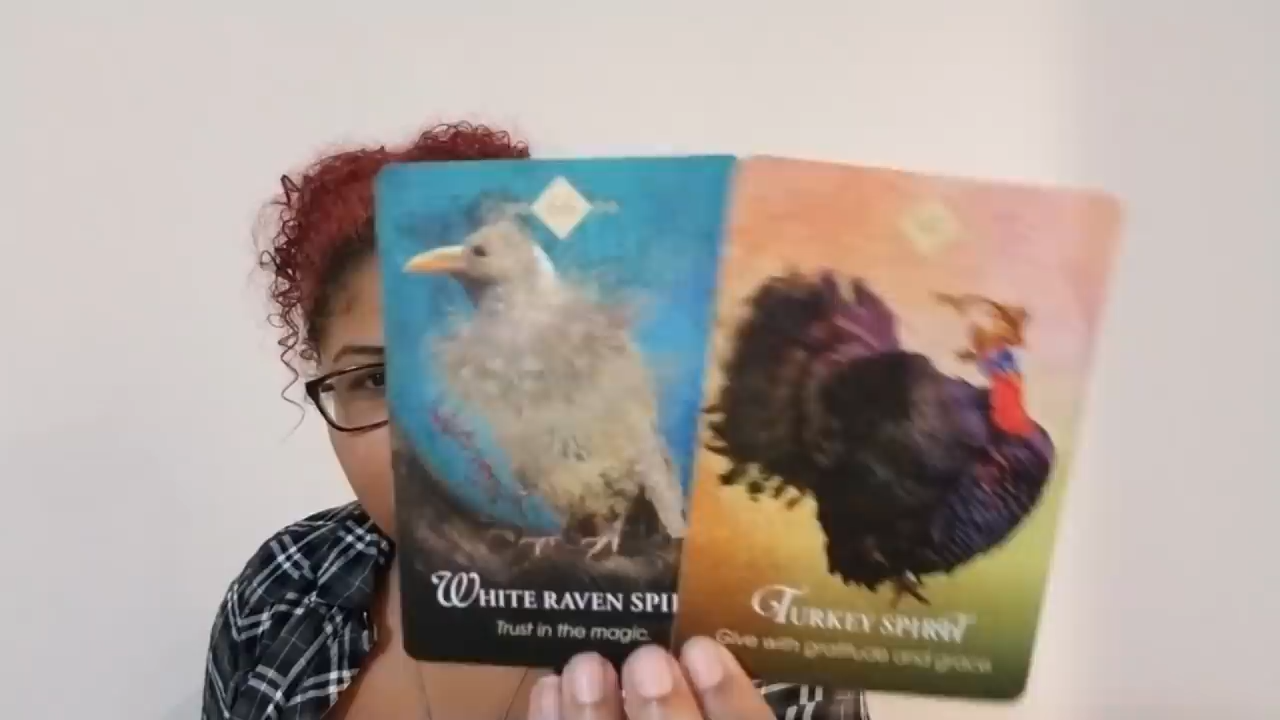 WHITE RAVEN SPI
Trust in the magic.
TURKEY SPIRIT
Give with gratitude and grace.